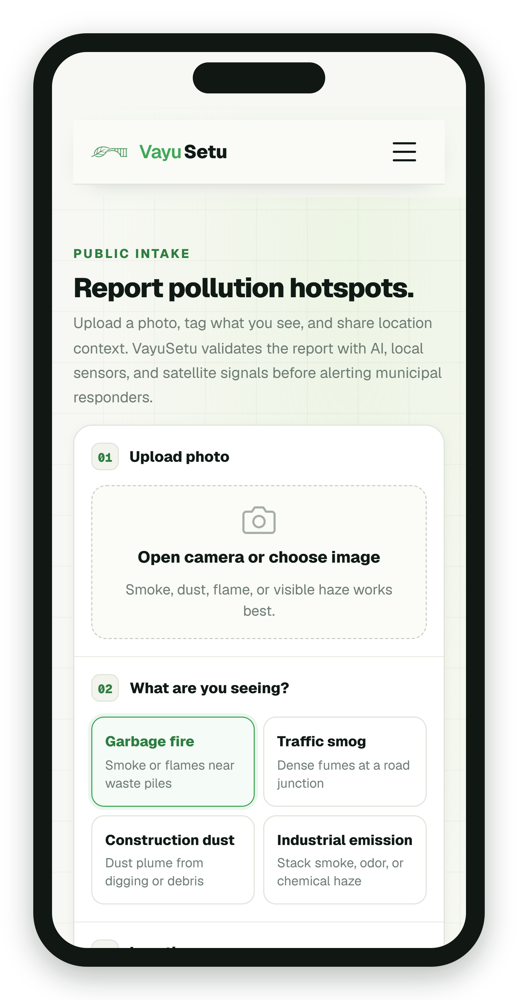 Vayu Setu
PUBLIC INTAKE
Report pollution hotspots.
Upload a photo, tag what you see, and share location
context. VayuSetu validates the report with AI, local
sensors, and satellite signals before alerting municipal
responders.
01 Upload photo
Open camera or choose image
Smoke, dust, flame, or visible haze works
best.
02 What are you seeing?
Garbage fire
Smoke or flames near
waste piles
Traffic smog
Dense fumes at a road
junction
Construction dust
Dust plume from
digging or debris
Industrial emission
Stack smoke, odor, or
chemical haze